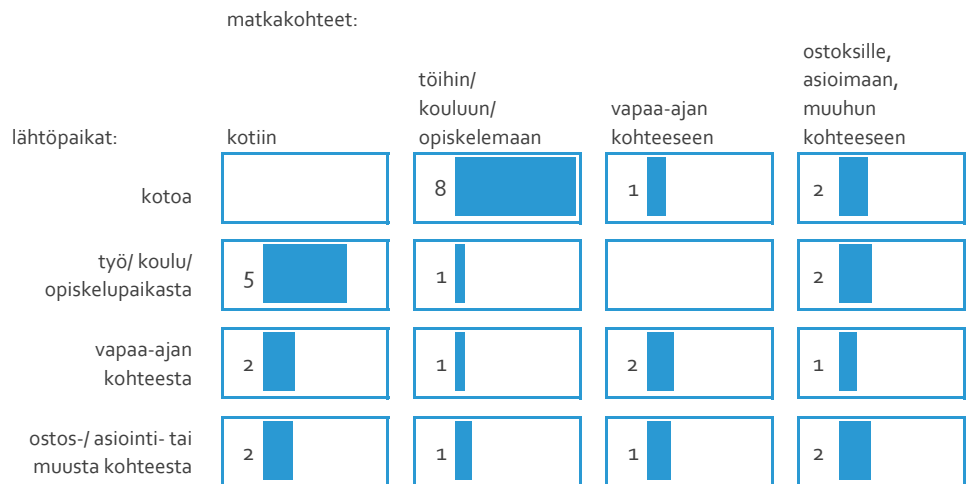 matkakohteet:
lähtöpaikat:
kotiin
töihin/
kouluun/
opiskelemaan
vapaa-ajan
kohteeseen
ostoksille,
asioimaan,
muuhun
kohteeseen
kotoa
8
1
2
työ/ koulu/
opiskelupaikasta
5
1
2
vapaa-ajan
kohteesta
2
1
2
1
ostos-/ asiointi- tai
muusta kohteesta
2
1
1
2